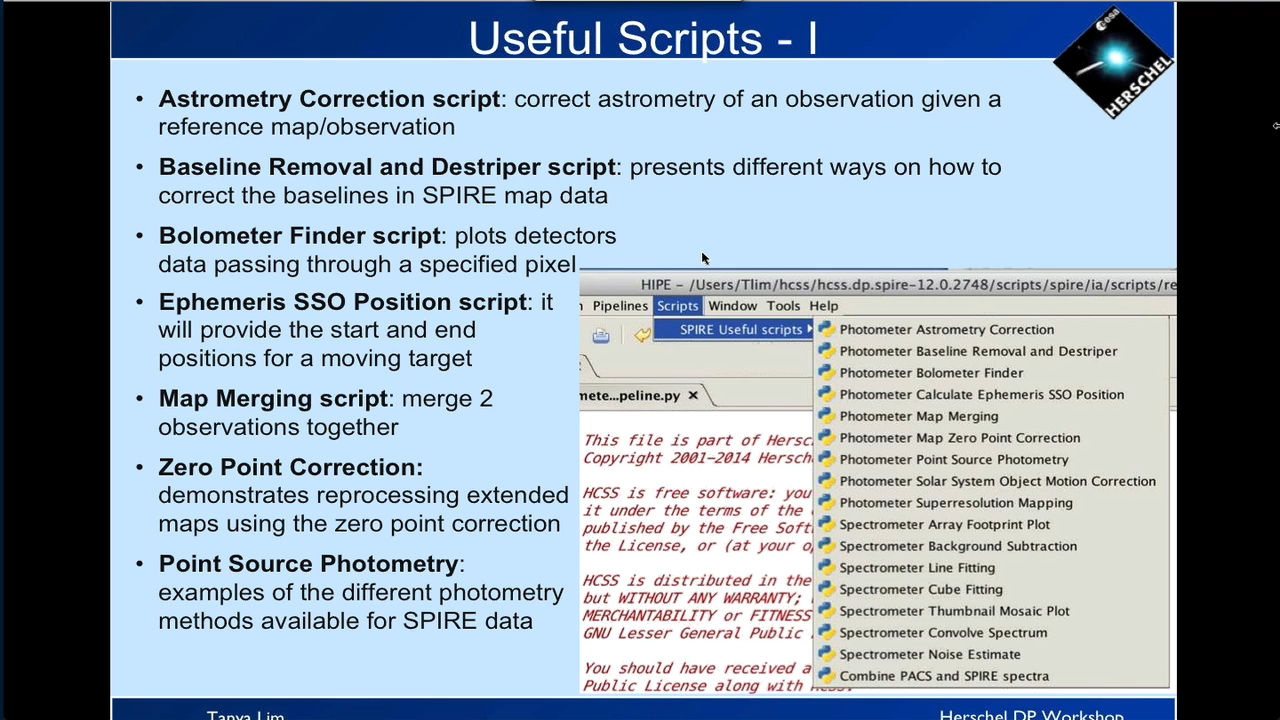 Useful Scripts - I
esa
HERSCHEL
• Astrometry Correction script: correct astrometry of an observation given a
reference map/observation
• Baseline Removal and Destriper script: presents different ways on how to
correct the baselines in SPIRE map data
• Bolometer Finder script: plots detectors
data passing through a specified pixel
• Ephemeris SSO Position script: it
will provide the start and end
positions for a moving target
• Map Merging script: merge 2
observations together
• Zero Point Correction:
demonstrates reprocessing extended
maps using the zero point correction
• Point Source Photometry:
examples of the different photometry
methods available for SPIRE data
HIPE – /Users/Tlim/hcss/hcss.dp.spire-12.0.2748/scripts/spire/ia/scripts/re
Pipelines Scripts Window Tools Help
SPIRE Useful scripts
mete...peline.py ×
This file is part of Hersc
Copyright 2001-2014 Hersch
HCSS is free software: you
it under the terms of the
published by the Free Soft
the License, or (at your o
HCSS is distributed in the
but WITHOUT ANY WARRANTY;
MERCHANTABILITY or FITNESS
GNU Lesser General Public
You should have received a
Public License along with HCSS.
Photometer Astrometry Correction
Photometer Baseline Removal and Destriper
Photometer Bolometer Finder
Photometer Calculate Ephemeris SSO Position
Photometer Map Merging
Photometer Map Zero Point Correction
Photometer Point Source Photometry
Photometer Solar System Object Motion Correction
Photometer Superresolution Mapping
Spectrometer Array Footprint Plot
Spectrometer Background Subtraction
Spectrometer Line Fitting
Spectrometer Cube Fitting
Spectrometer Thumbnail Mosaic Plot
Spectrometer Convolve Spectrum
Spectrometer Noise Estimate
Combine PACS and SPIRE spectra
Tanya Lim
Herschel DP Workshop